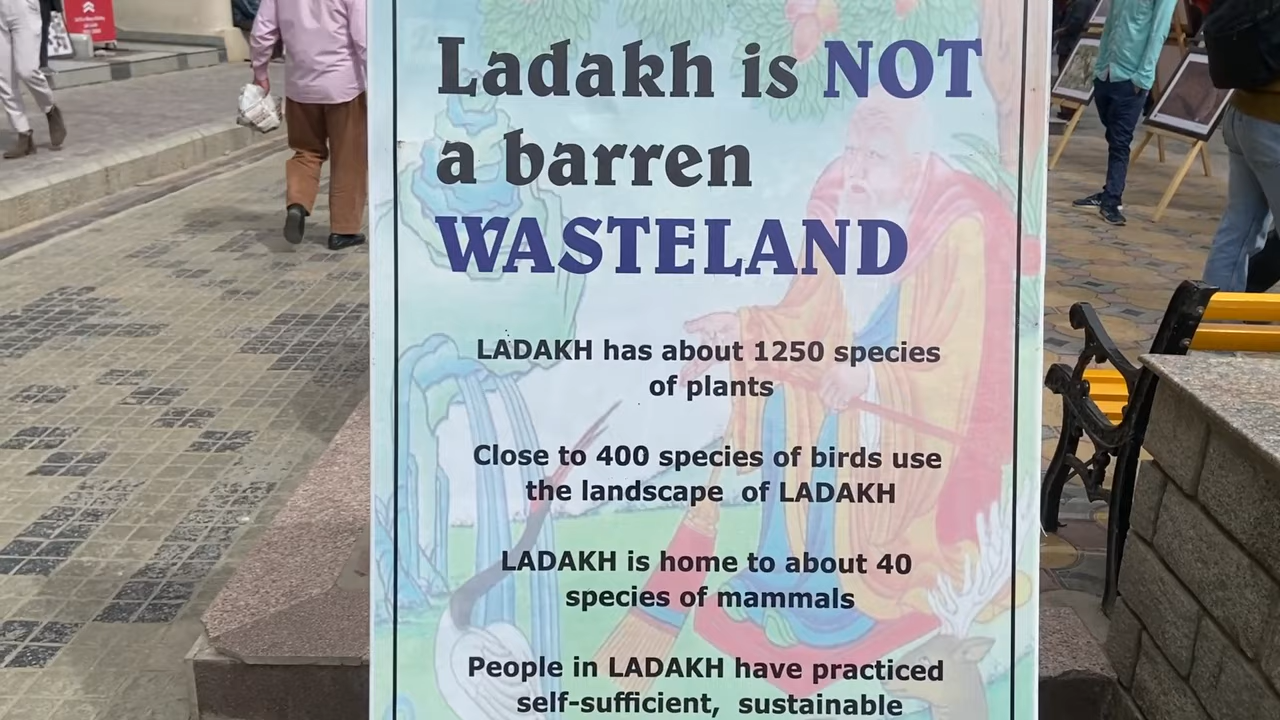 Ladakh is NOT
a barren
WASTELAND
LADAKH has about 1250 species
of plants
Close to 400 species of birds use
the landscape of LADAKH
LADAKH is home to about 40
species of mammals
People in LADAKH have practiced
self-sufficient, sustainable